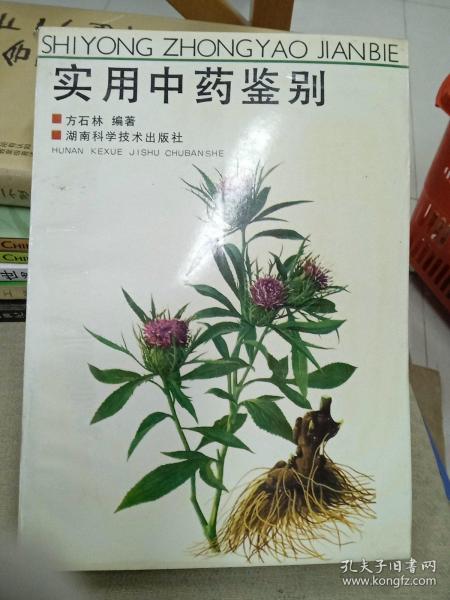 SHIYONG ZHONGYAO JIANBIE
实用中药鉴别
方石林 编著
湖南科学技术出版社
HUNAN KEXUE JISHU CHUBANSHE
孔夫子旧书网
www.kongfz.com